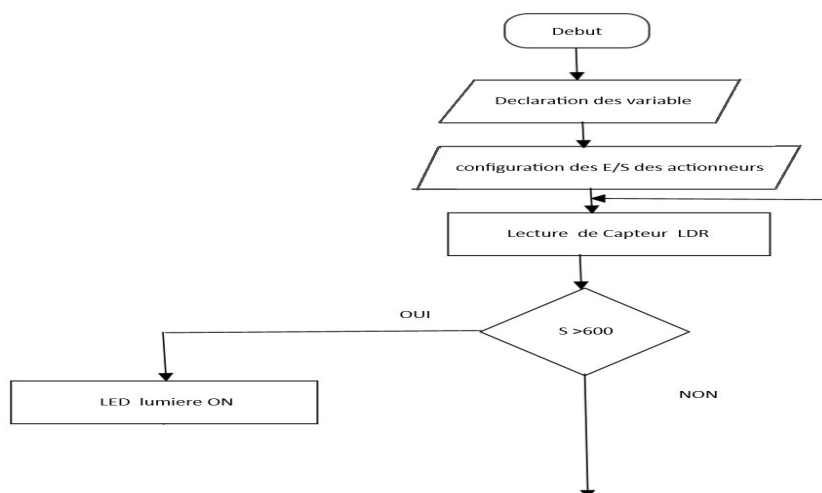 Debut
Declaration des variable
configuration des E/S des actionneurs
Lecture de Capteur LDR
S >600
OUI
LED lumiere ON
NON